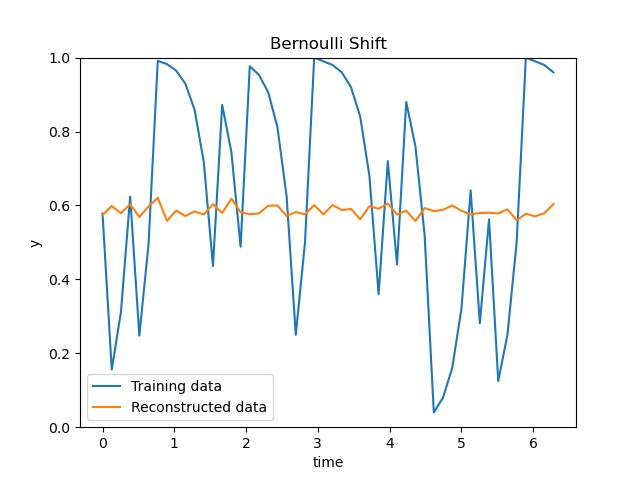 Bernoulli Shift
y
1.0
0.8
0.6
0.4
0.2
0.0
Training data
Reconstructed data
0 1 2 3 4 5 6
time